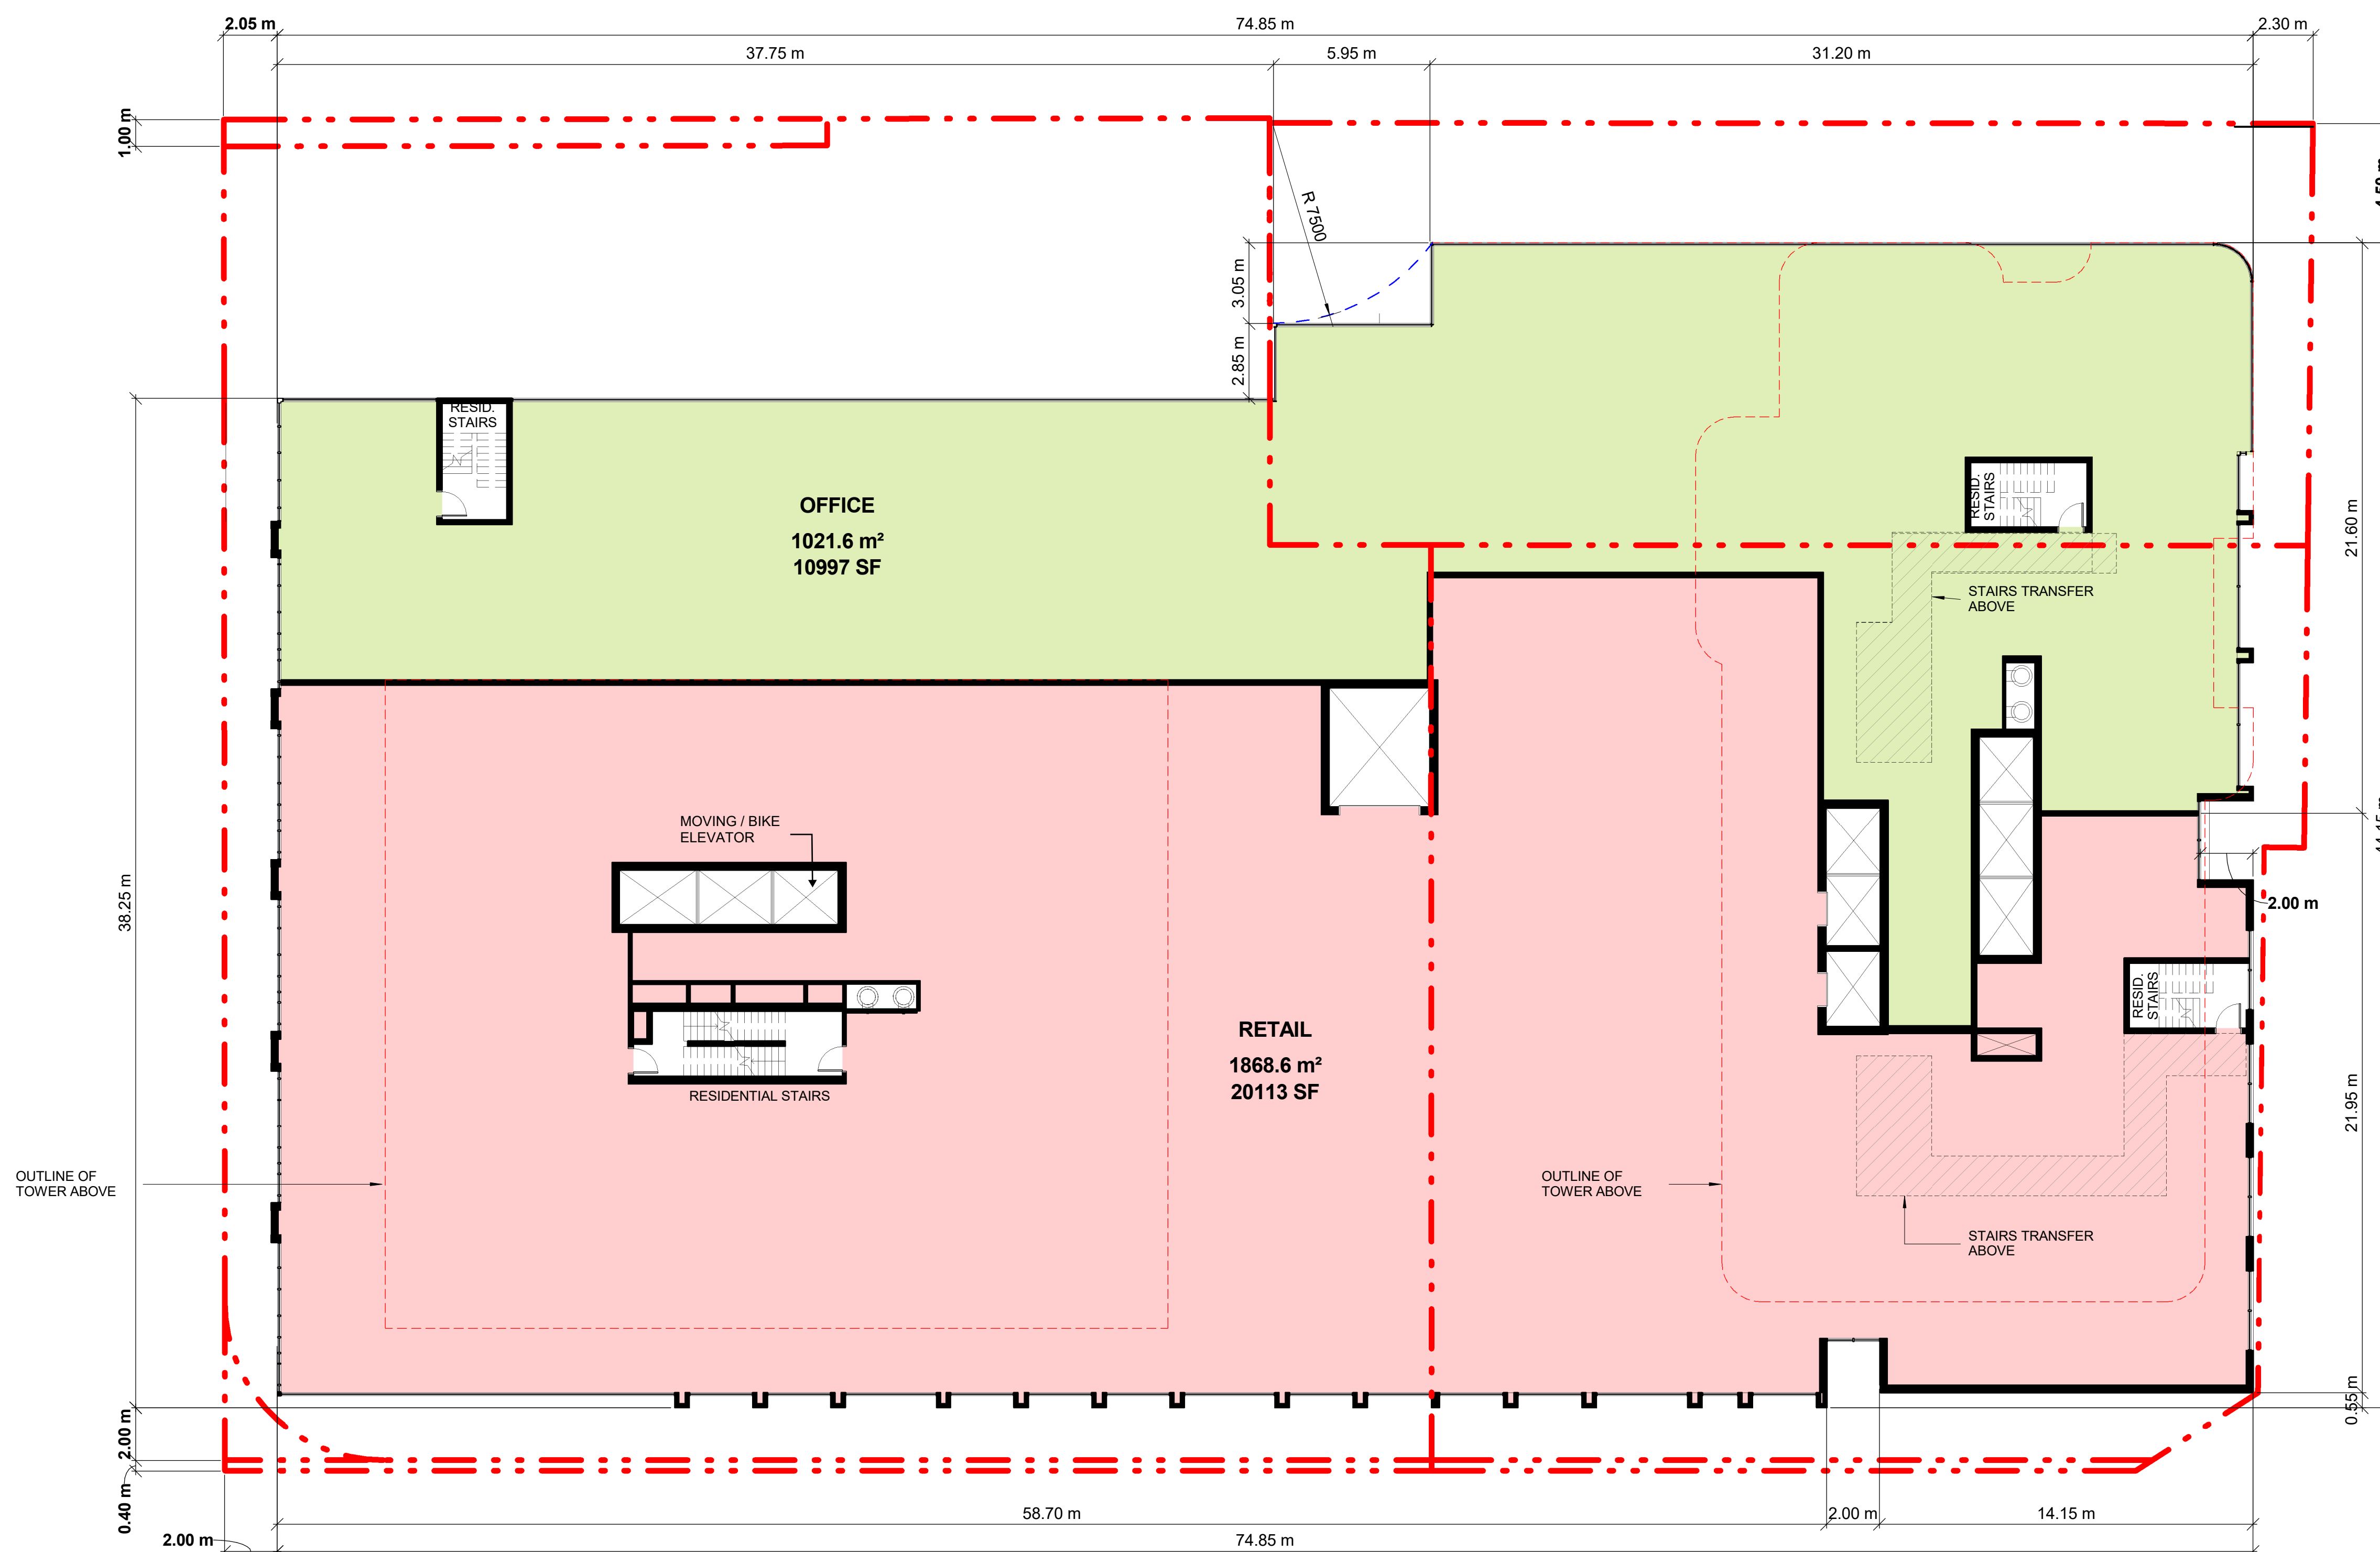 2.05 m
74.85 m
2.30 m
37.75 m
5.95 m
31.20 m
1.00 m
R 7500
3.05 m
2.85 m
RESID.
STAIRS
OFFICE
1021.6 m²
10997 SF
RESID.
STAIRS
21.60 m
STAIRS TRANSFER
ABOVE
MOVING / BIKE
ELEVATOR
38.25 m
2.00 m
RESID.
STAIRS
RETAIL
1868.6 m²
20113 SF
RESIDENTIAL STAIRS
21.95 m
OUTLINE OF
TOWER ABOVE
OUTLINE OF
TOWER ABOVE
STAIRS TRANSFER
ABOVE
0.55 m
2.00 m
0.40 m
58.70 m
2.00 m
14.15 m
2.00 m
74.85 m